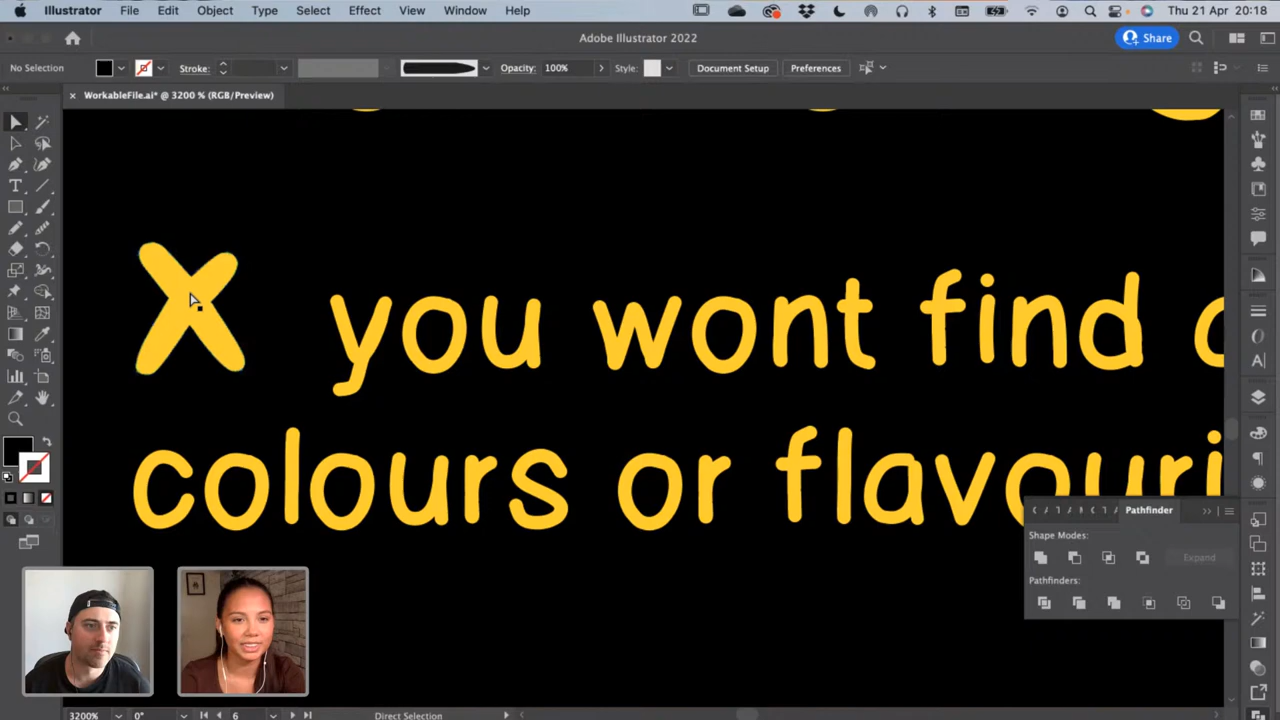 Illustrator File Edit Object Type Select Effect View Window Help Thu 21 Apr 20:18
Adobe Illustrator 2022 Share
No Selection Stroke: Opacity: 100% Style: Document Setup Preferences
× WorkableFile.ai* @ 3200 % (RGB/Preview)
X you wont find
colours or flavouri
Pathfinder
Shape Modes:
Expand
Pathfinders:
3200% 0° 6 Direct Selection